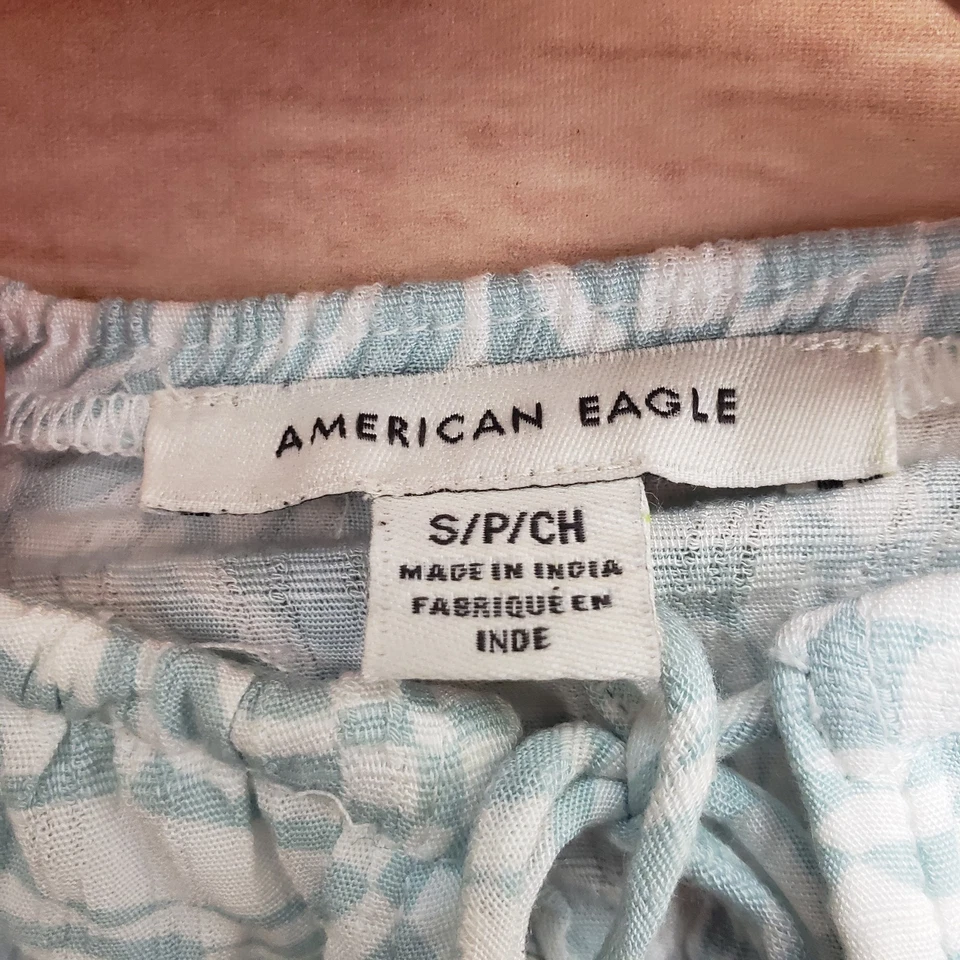 AMERICAN EAGLE
S/P/CH
MADE IN INDIA
FABRIQUÉ EN
INDE